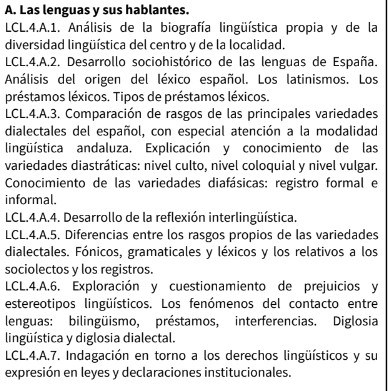 A. Las lenguas y sus hablantes.
LCL.4.A.1. Análisis de la biografía lingüística propia y de la
diversidad lingüística del centro y de la localidad.
LCL.4.A.2. Desarrollo sociohistórico de las lenguas de España.
Análisis del origen del léxico español. Los latinismos. Los
préstamos léxicos. Tipos de préstamos léxicos.
LCL.4.A.3. Comparación de rasgos de las principales variedades
dialectales del español, con especial atención a la modalidad
lingüística andaluza. Explicación y conocimiento de las
variedades diastráticas: nivel culto, nivel coloquial y nivel vulgar.
Conocimiento de las variedades diafásicas: registro formal e
informal.
LCL.4.A.4. Desarrollo de la reflexión interlingüística.
LCL.4.A.5. Diferencias entre los rasgos propios de las variedades
dialectales. Fónicos, gramaticales y léxicos y los relativos a los
sociolectos y los registros.
LCL.4.A.6. Exploración y cuestionamiento de prejuicios y
estereotipos lingüísticos. Los fenómenos del contacto entre
lenguas: bilingüismo, préstamos, interferencias. Diglosia
lingüística y diglosia dialectal.
LCL.4.A.7. Indagación en torno a los derechos lingüísticos y su
expresión en leyes y declaraciones institucionales.